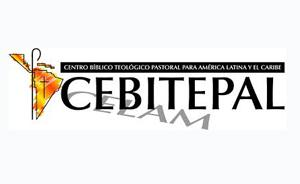 CENTRO BÍBLICO TEOLÓGICO PASTORAL PARA AMÉRICA LATINA Y EL CARIBE
CEBITEPAL
CELAM